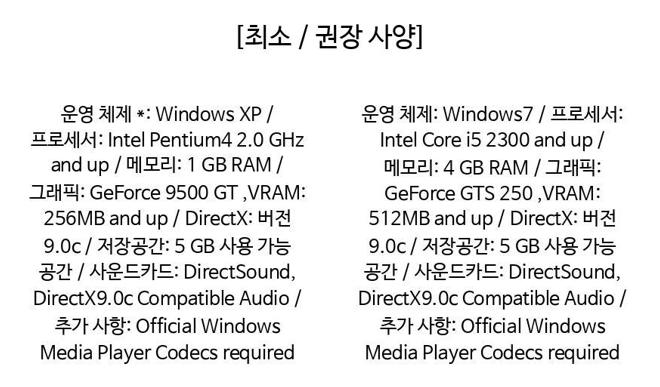 [최소 / 권장 사양]
운영 체제 *: Windows XP /
프로세서: Intel Pentium4 2.0 GHz
and up / 메모리: 1 GB RAM /
그래픽: GeForce 9500 GT ,VRAM:
256MB and up / DirectX: 버전
9.0c / 저장공간: 5 GB 사용 가능
공간 / 사운드카드: DirectSound,
DirectX9.0c Compatible Audio /
추가 사항: Official Windows
Media Player Codecs required
운영 체제: Windows7 / 프로세서:
Intel Core i5 2300 and up /
메모리: 4 GB RAM / 그래픽:
GeForce GTS 250 ,VRAM:
512MB and up / DirectX: 버전
9.0c / 저장공간: 5 GB 사용 가능
공간 / 사운드카드: DirectSound,
DirectX9.0c Compatible Audio /
추가 사항: Official Windows
Media Player Codecs required